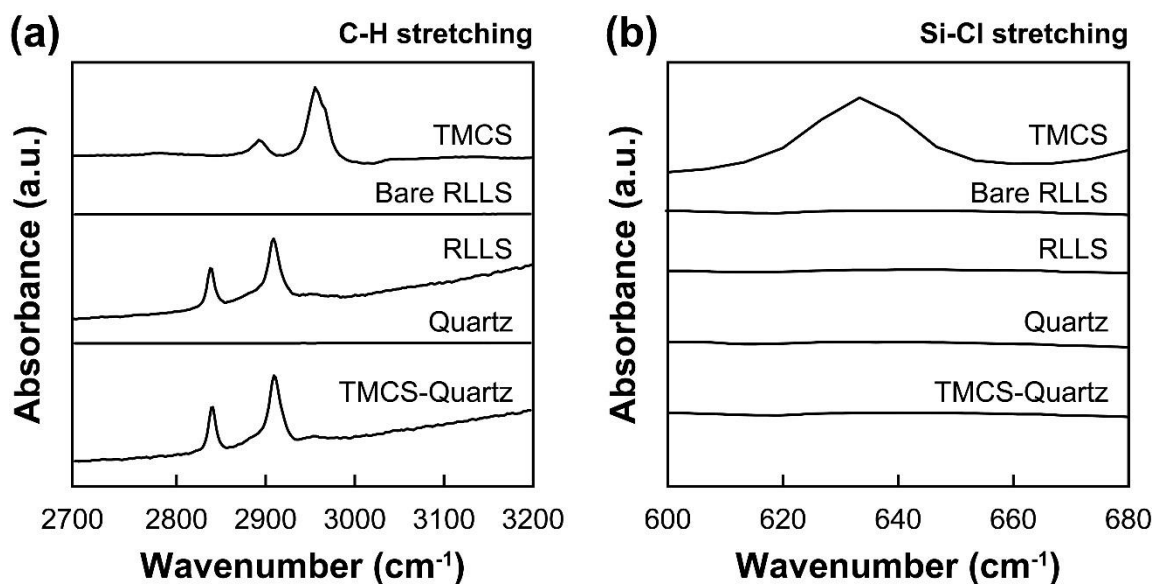 (a)
C-H stretching
Absorbance (a.u.)
TMCS
Bare RLLS
RLLS
Quartz
TMCS-Quartz
2700 2800 2900 3000 3100 3200
Wavenumber (cm⁻¹)
(b)
Si-Cl stretching
Absorbance (a.u.)
TMCS
Bare RLLS
RLLS
Quartz
TMCS-Quartz
600 620 640 660 680
Wavenumber (cm⁻¹)